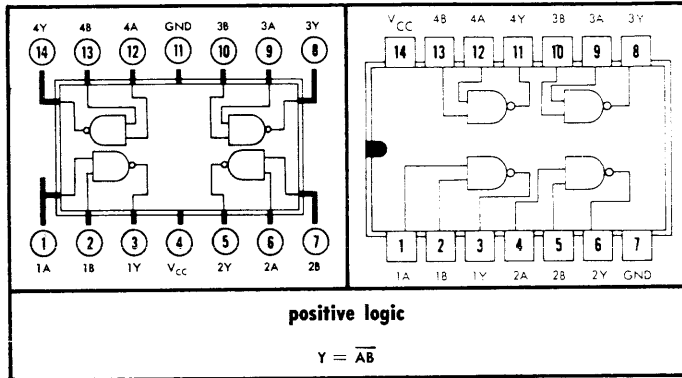 4Y 4B 4A GND 3B 3A 3Y
14 13 12 11 10 9 8
1 2 3 4 5 6 7
1A 1B 1Y VCC 2Y 2A 2B
VCC 4B 4A 4Y 3B 3A 3Y
14 13 12 11 10 9 8
1 2 3 4 5 6 7
1A 1B 1Y 2A 2B 2Y GND
positive logic
Y = \overline{AB}